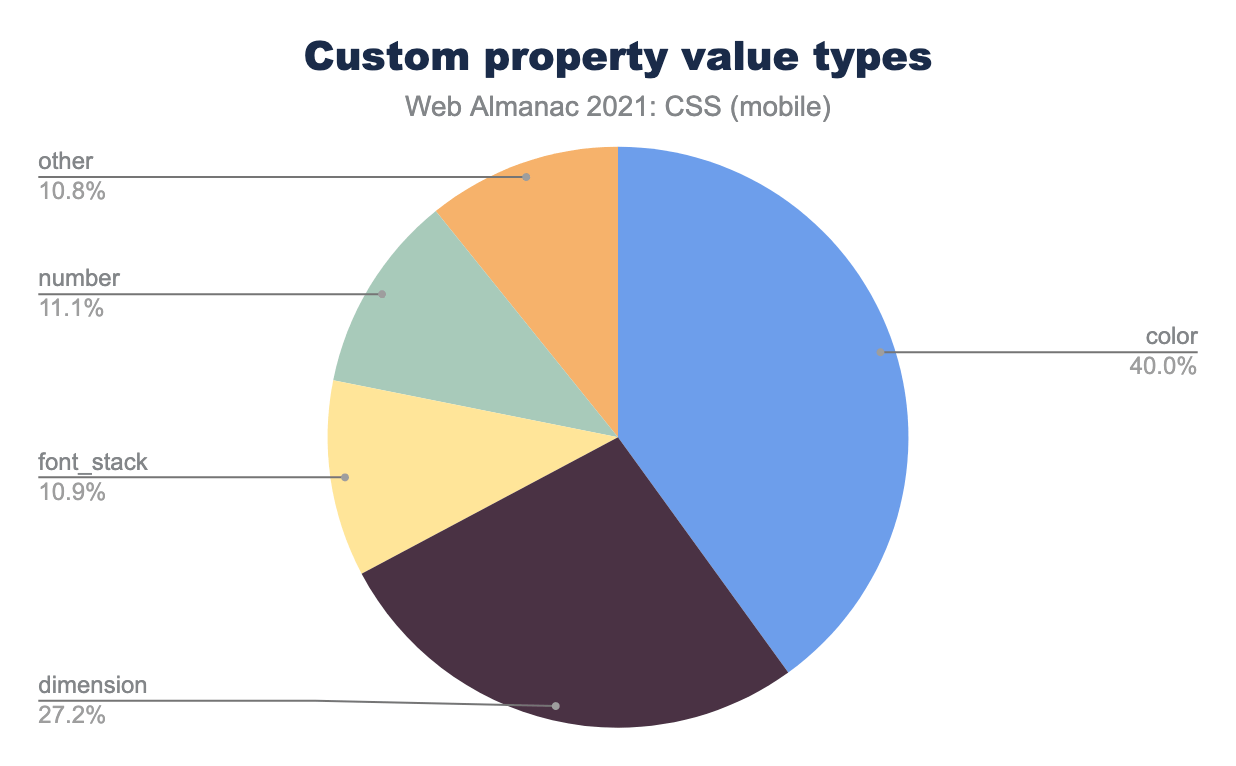 Custom property value types
Web Almanac 2021: CSS (mobile)
other
10.8%
number
11.1%
color
40.0%
font_stack
10.9%
dimension
27.2%